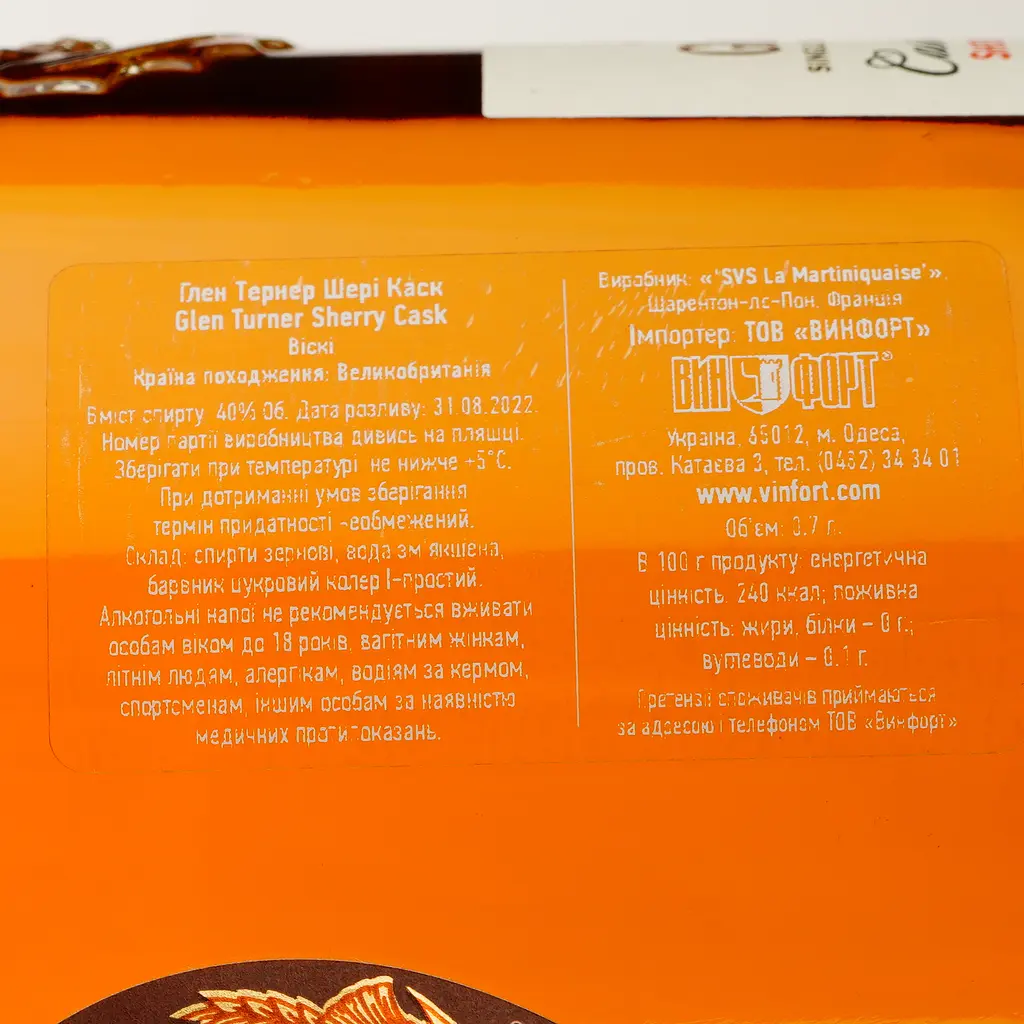 Глен Тернер Шері Каск
Glen Turner Sherry Cask
Віскі
Країна походження: Великобританія
Вміст спирту 40% об. Дата розливу: 31.08.2022.
Номер партії виробництва дивись на пляшці.
Зберігати при температурі не нижче +5°С.
При дотриманні умов зберігання
термін придатності необмежений.
Склад: спирти зернові, вода зм'якшена,
барвник цукровий колер І-простий.
Алкогольні напої не рекомендується вживати
особам віком до 18 років, вагітним жінкам,
літнім людям, алергікам, водіям за кермом,
спортсменам, іншим особам за наявністю
медичних протипоказань.
Виробник: «'SVS La Martiniquaise'».
Шарентон-ле-Пон, Франція
Імпортер: ТОВ «ВИНФОРТ»
ВИН ФОРТ®
Україна, 65012, м. Одеса,
пров. Катаєва 3, тел. (0482) 34 34 01
www.vinfort.com
Об'єм: 0.7 л.
В 100 г продукту: енергетична
цінність: 240 ккал; поживна
цінність: жири, білки – 0 г.;
вуглеводи – 0.1 г.
Претензії споживачів приймаються
за адресою і телефоном ТОВ «Винфорт»